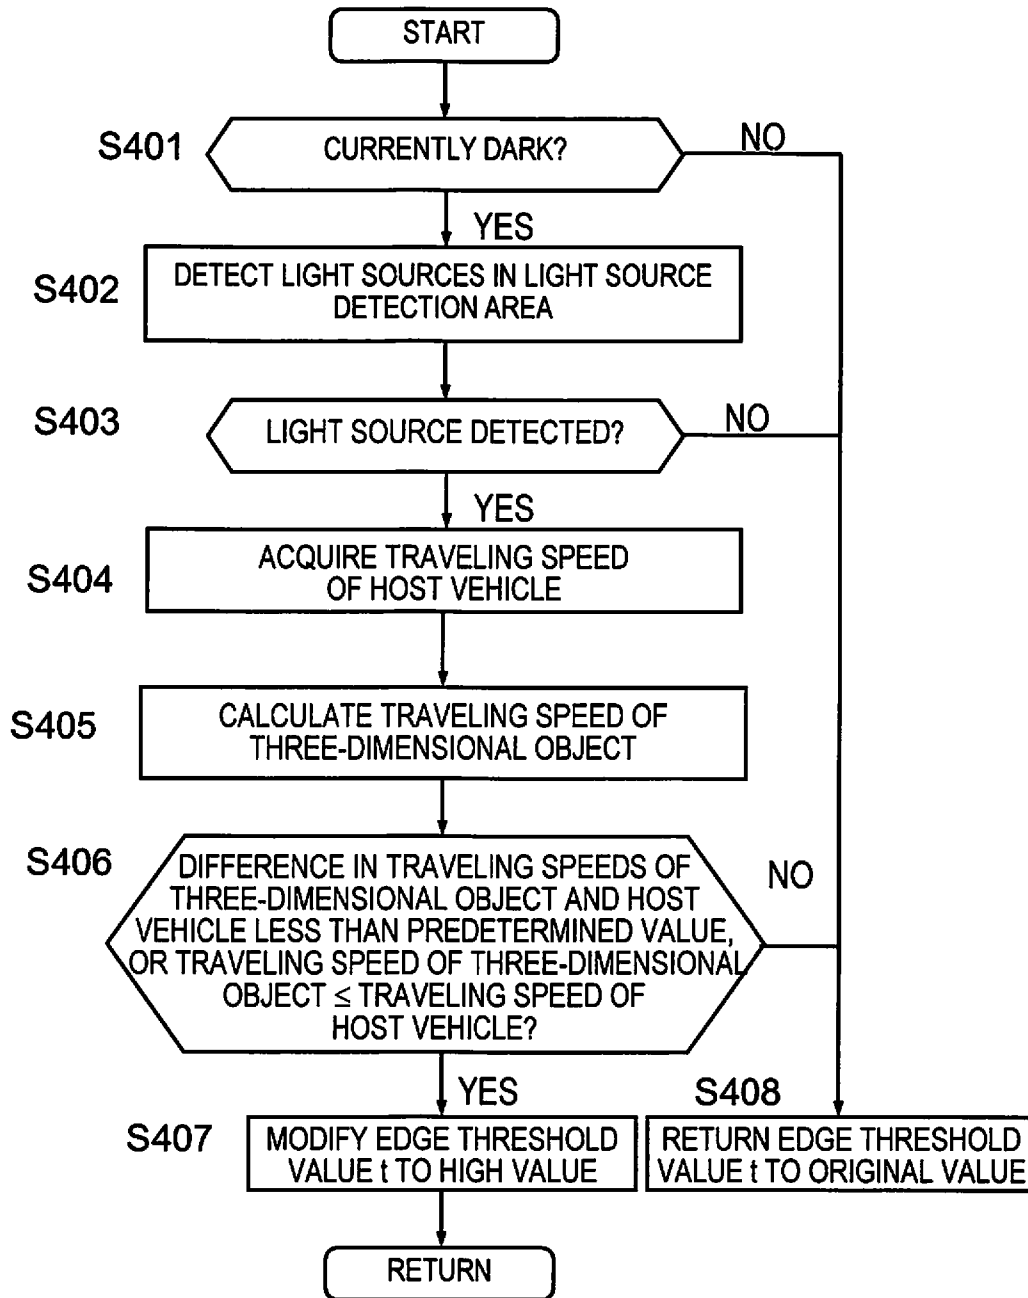 START
S401
CURRENTLY DARK?
NO
YES
S402
DETECT LIGHT SOURCES IN LIGHT SOURCE
DETECTION AREA
S403
LIGHT SOURCE DETECTED?
NO
YES
S404
ACQUIRE TRAVELING SPEED
OF HOST VEHICLE
S405
CALCULATE TRAVELING SPEED OF
THREE-DIMENSIONAL OBJECT
S406
DIFFERENCE IN TRAVELING SPEEDS OF
THREE-DIMENSIONAL OBJECT AND HOST
VEHICLE LESS THAN PREDETERMINED VALUE,
OR TRAVELING SPEED OF THREE-DIMENSIONAL
OBJECT ≤ TRAVELING SPEED OF
HOST VEHICLE?
NO
YES
S407
MODIFY EDGE THRESHOLD
VALUE t TO HIGH VALUE
S408
RETURN EDGE THRESHOLD
VALUE t TO ORIGINAL VALUE
RETURN